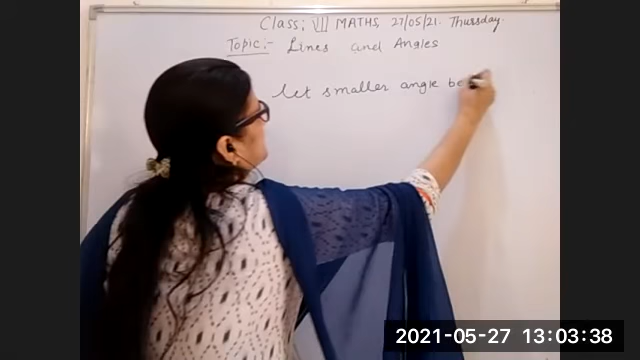 Class; VII MATHS, 27/05/21. Thursday.
Topic:- Lines and Angles
Let smaller angle be
2021-05-27 13:03:38